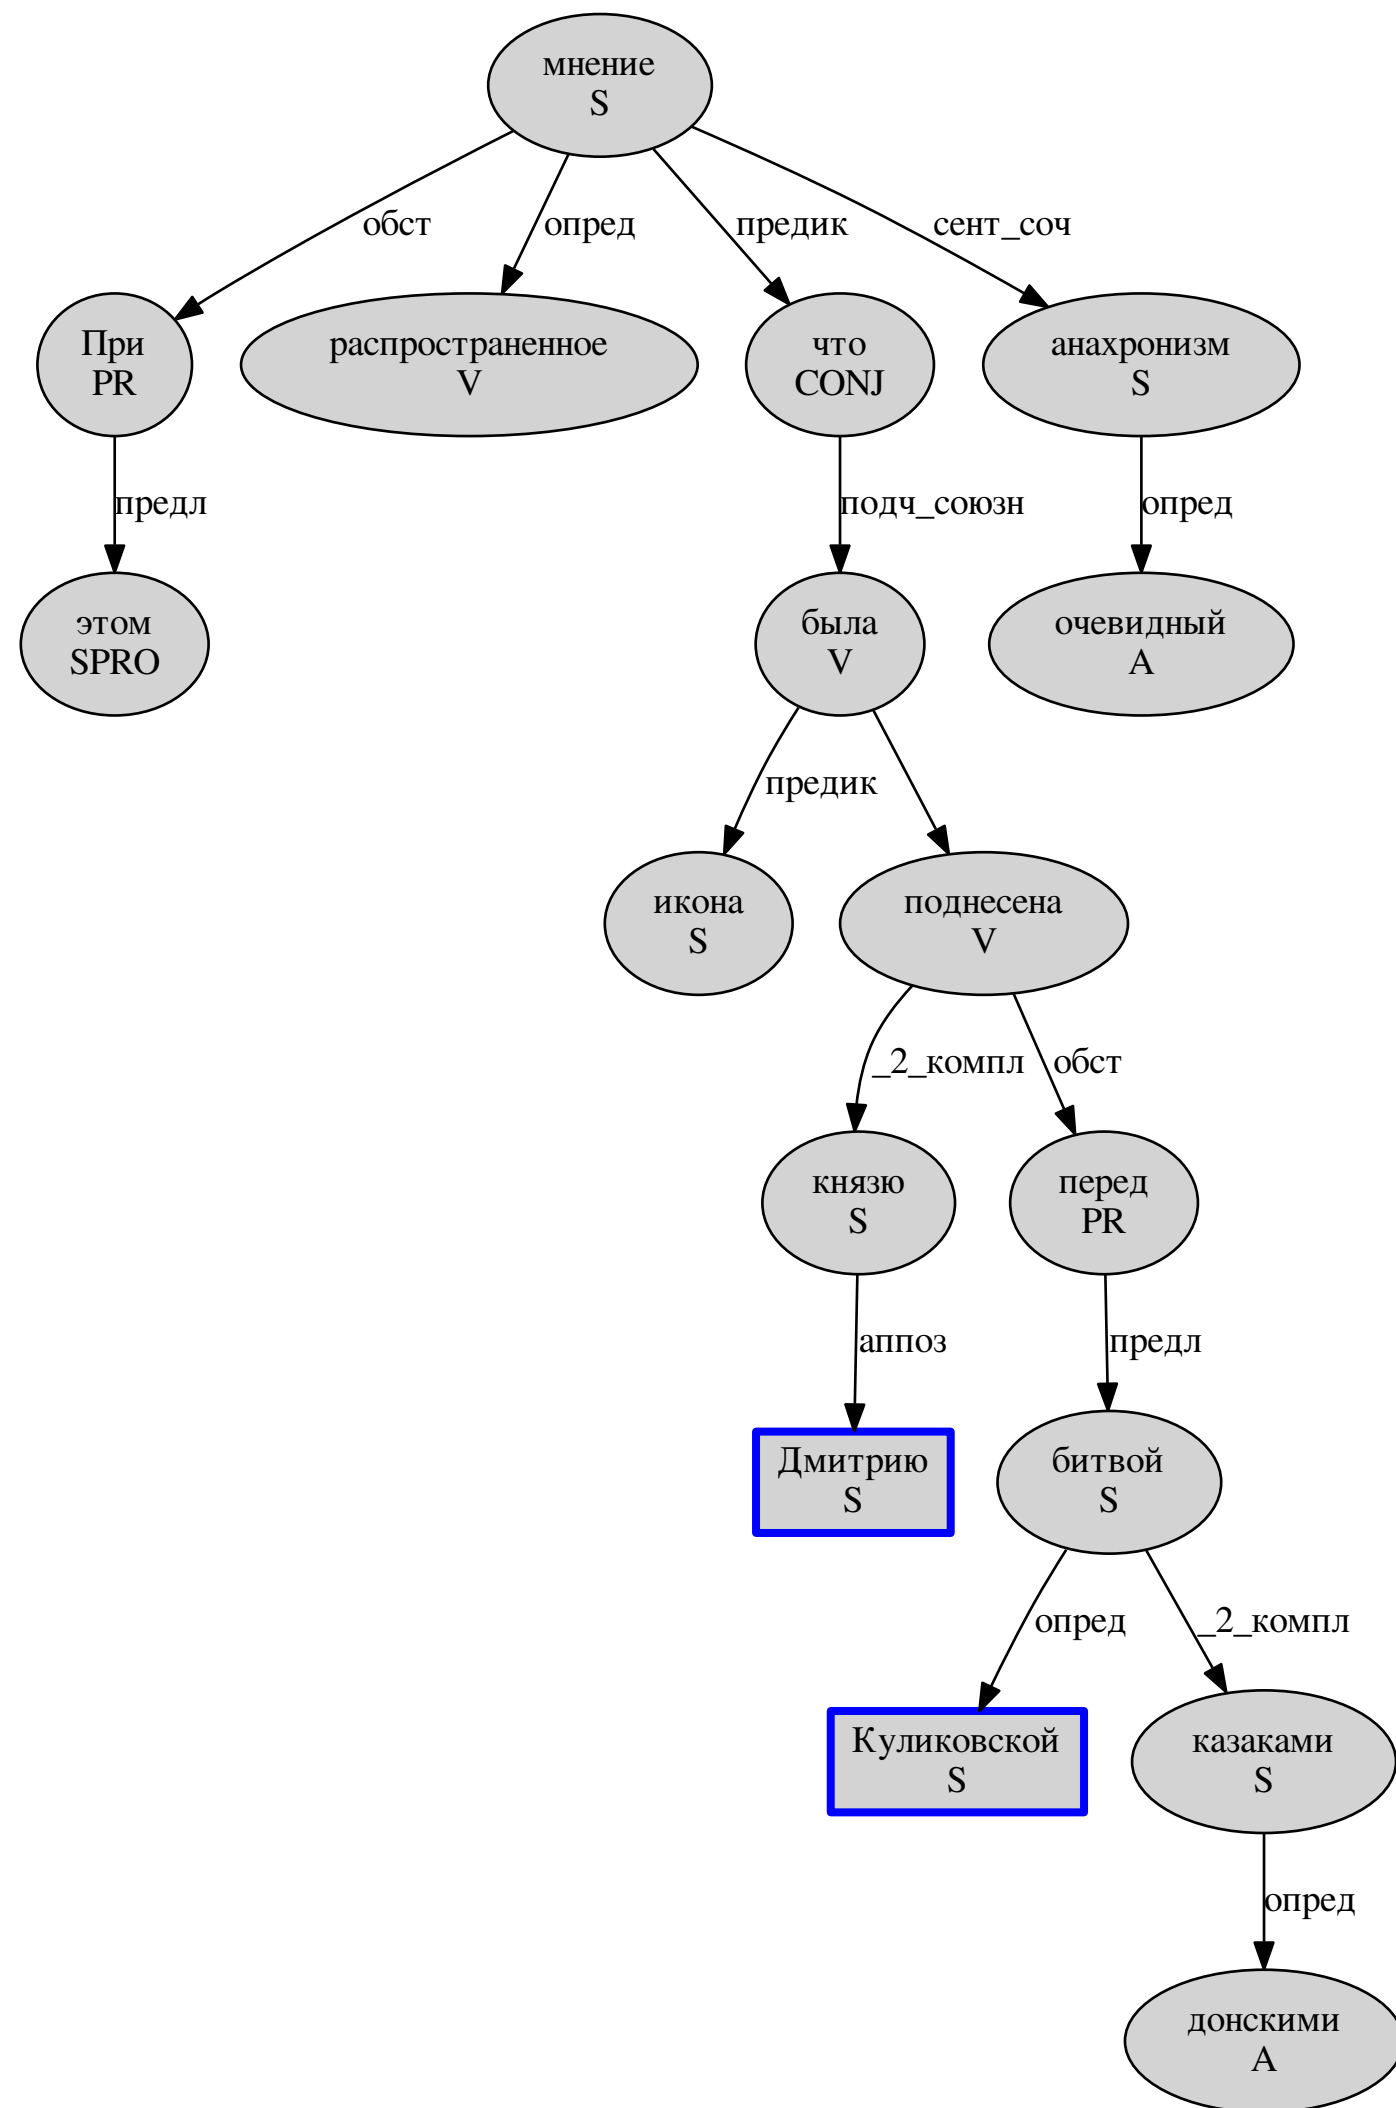 мнение
S
обст
опред
предик
сент_соч
При
PR
распространенное
V
что
CONJ
анахронизм
S
предл
подч_союзн
опред
этом
SPRO
была
V
очевидный
A
предик
икона
S
поднесена
V
_2_компл
обст
князю
S
перед
PR
аппоз
предл
Дмитрию
S
битвой
S
опред
_2_компл
Куликовской
S
казаками
S
опред
донскими
A